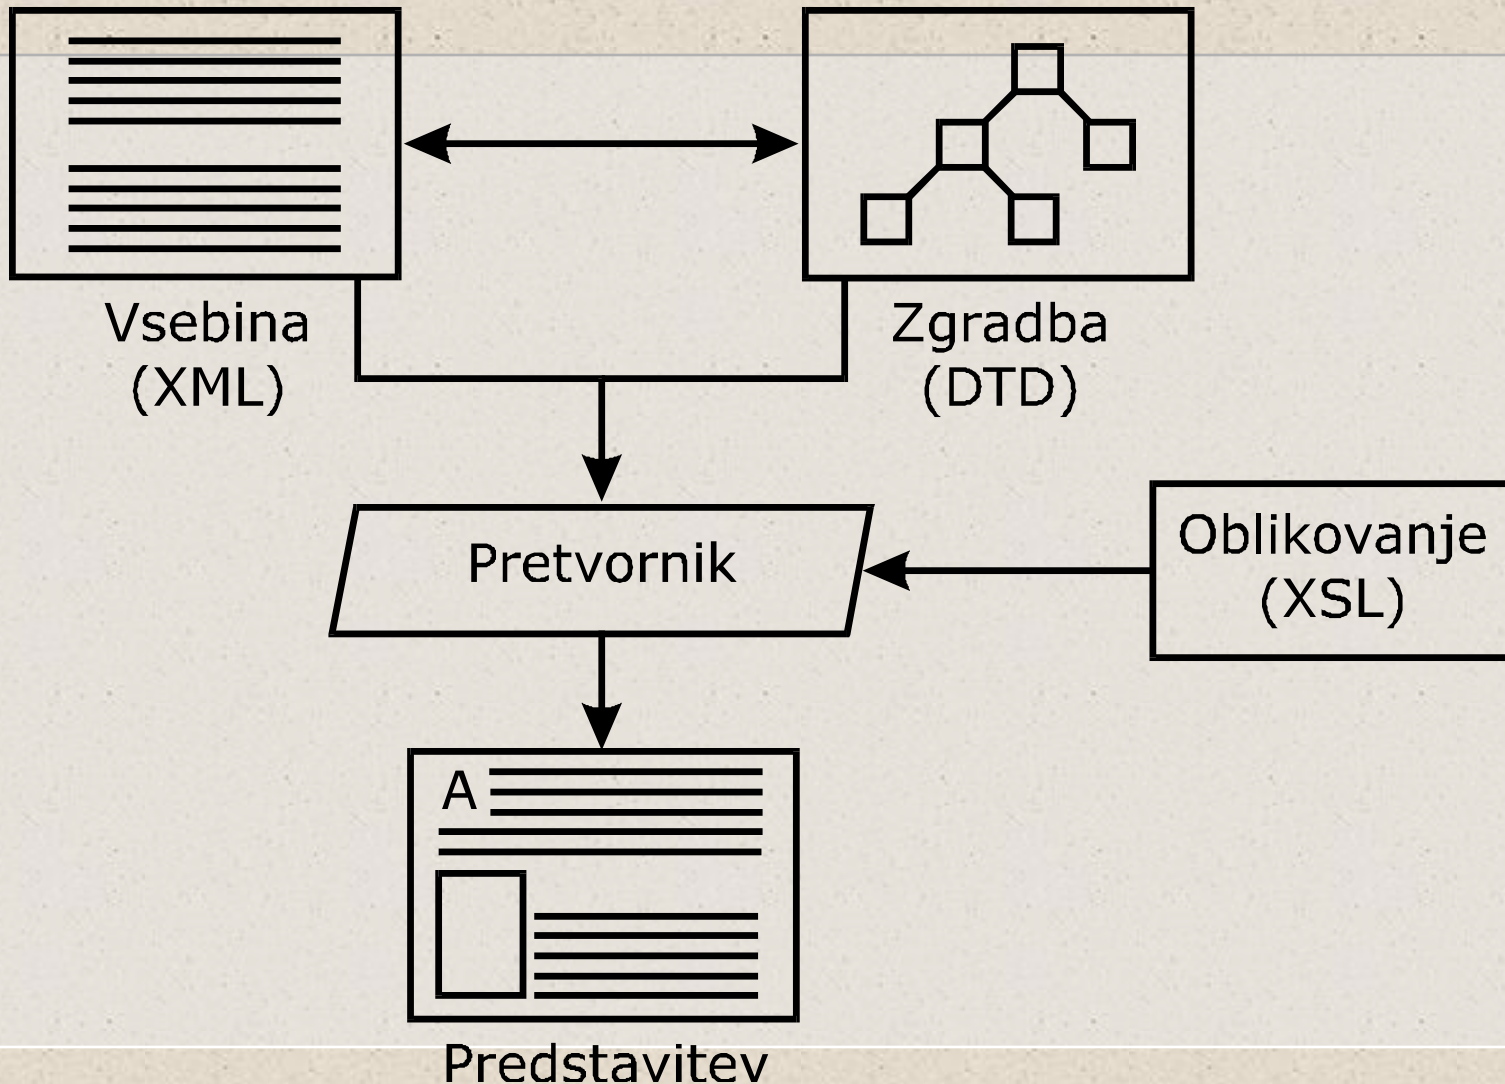 Vsebina
(XML)
Zgradba
(DTD)
Pretvornik
Oblikovanje
(XSL)
A
Predstavitev